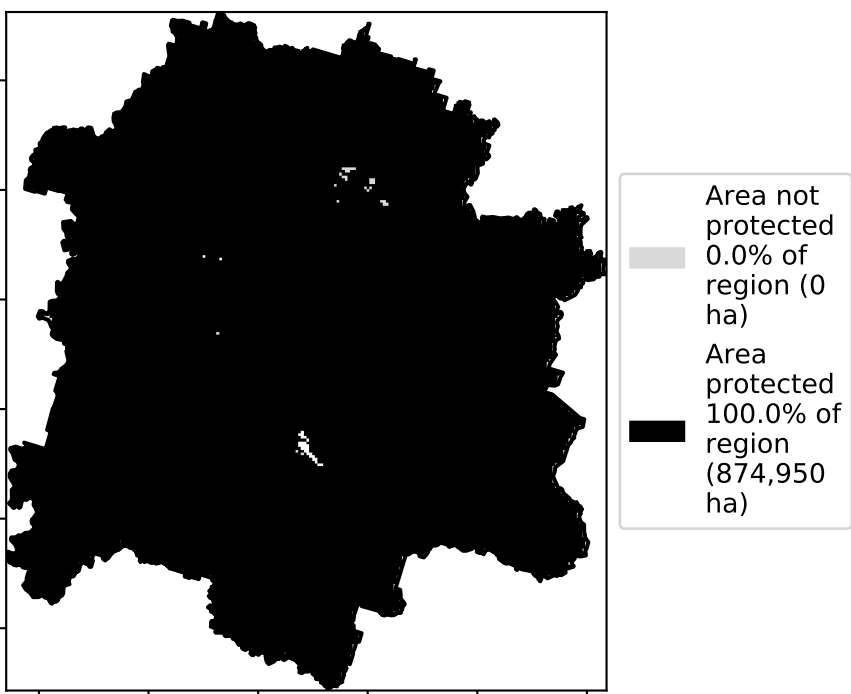 Area not
protected
0.0% of
region (0
ha)
Area
protected
100.0% of
region
(874,950
ha)